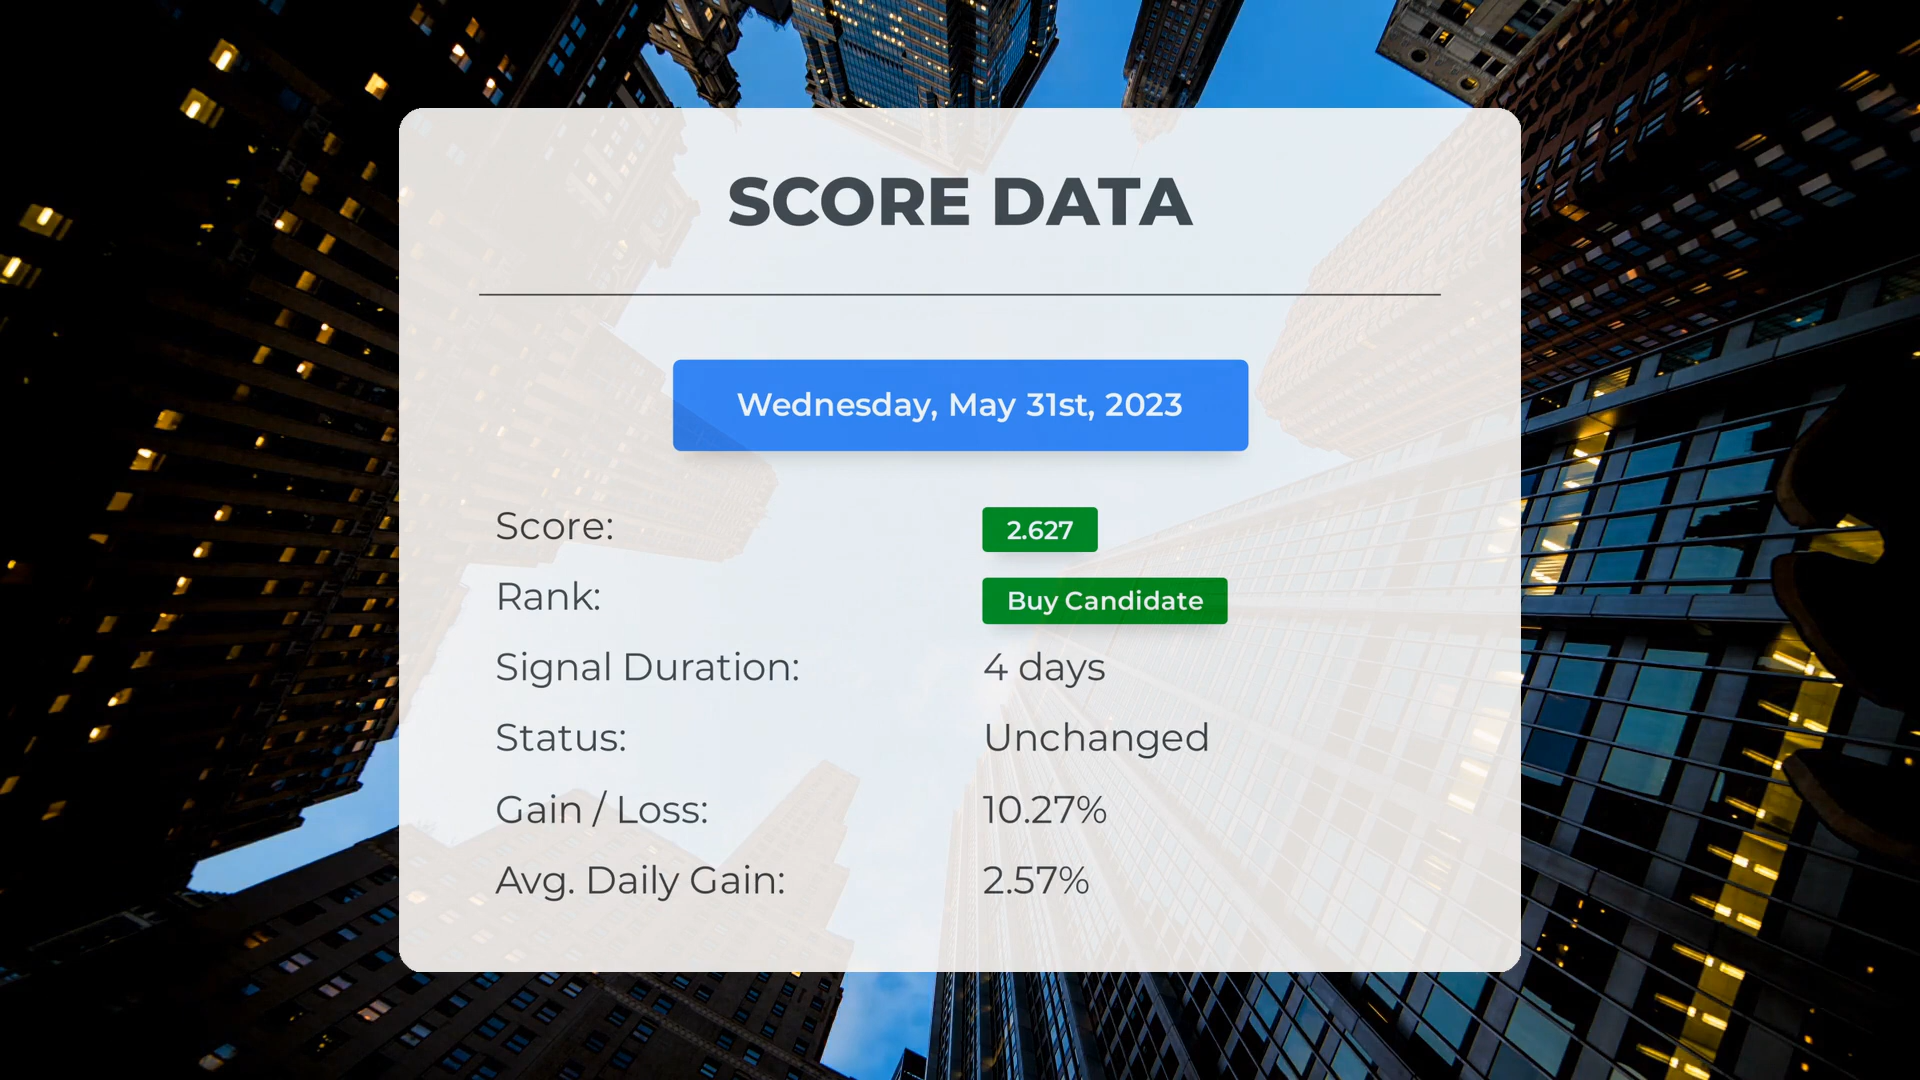 SCORE DATA
Wednesday, May 31st, 2023
Score: 2.627
Rank: Buy Candidate
Signal Duration: 4 days
Status: Unchanged
Gain / Loss: 10.27%
Avg. Daily Gain: 2.57%